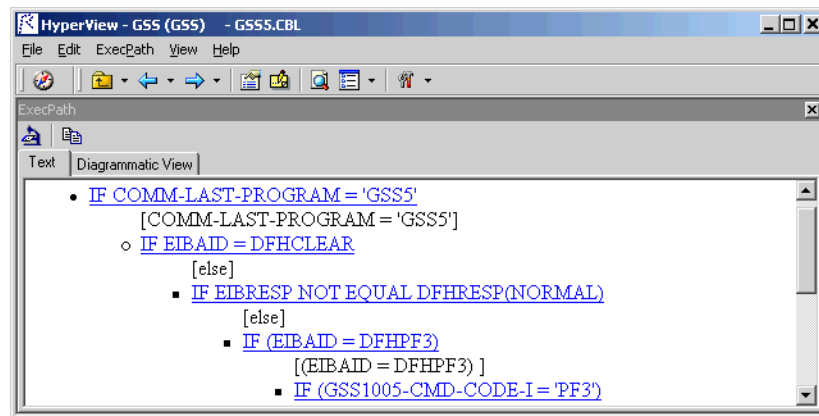 HyperView - GSS (GSS) - GSS5.CBL
File Edit ExecPath View Help
ExecPath
Text Diagrammatic View
• IF COMM-LAST-PROGRAM = 'GSS5'
[COMM-LAST-PROGRAM = 'GSS5']
o IF EIBAID = DFHCLEAR
[else]
▪ IF EIBRESP NOT EQUAL DFHRESP(NORMAL)
[else]
▪ IF (EIBAID = DFHPF3)
[(EIBAID = DFHPF3) ]
▪ IF (GSS1005-CMD-CODE-I = 'PF3')